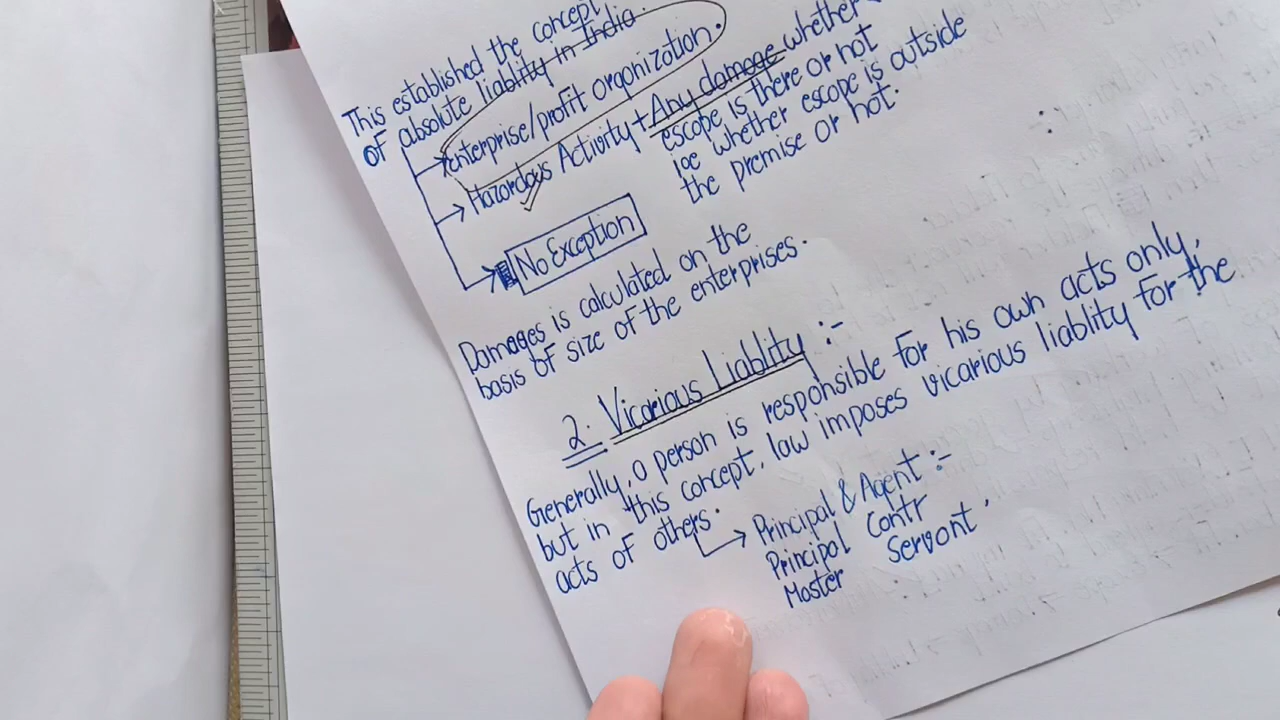 This established the concept
of absolute liablity in India.
Enterprise/profit organization.
Hazardous Activity + Any damage whether
escape is there or not
ioe whether escape is outside
the premise or not.
No Exception
Damages is calculated on the
basis of size of the enterprises.
2. Vicarious Liablity :-
Generally, a person is responsible for his own acts only,
but in this concept, law imposes vicarious liablity for the
acts of others.
Principal & Agent :-
Principal Contr
Master Servant